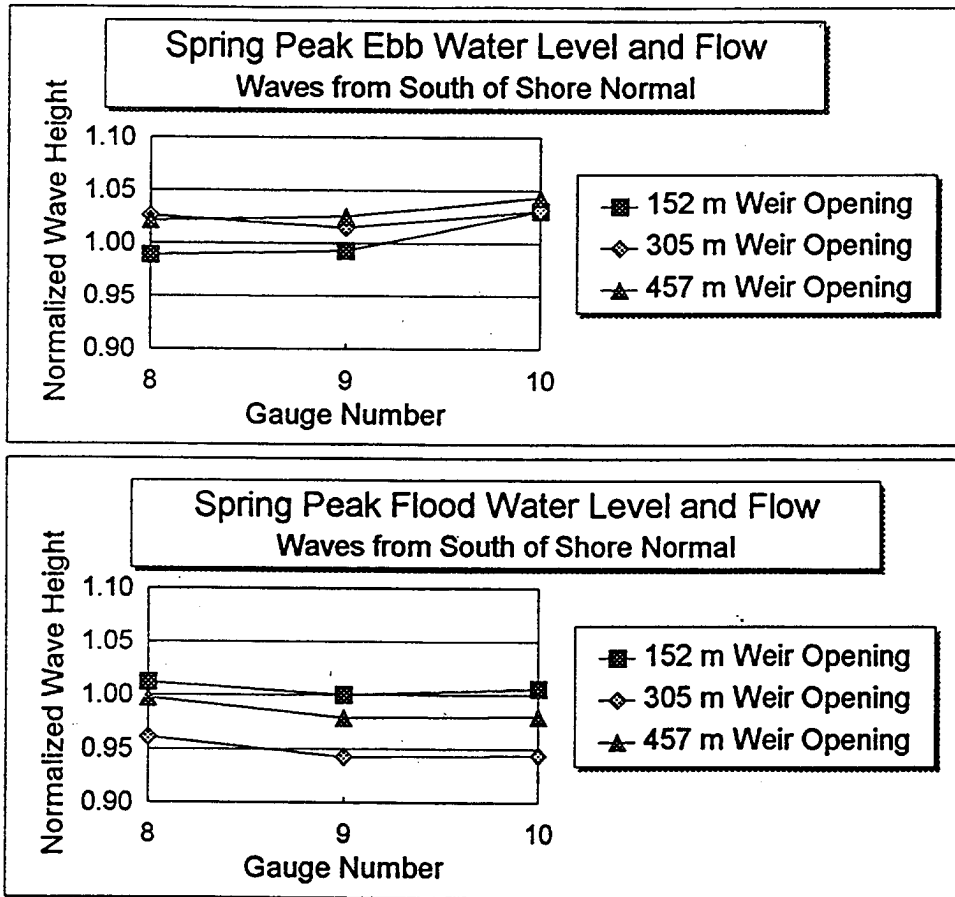 Spring Peak Ebb Water Level and Flow
Waves from South of Shore Normal
Normalized Wave Height
1.10
1.05
1.00
0.95
0.90
8
9
10
Gauge Number
152 m Weir Opening
305 m Weir Opening
457 m Weir Opening
Spring Peak Flood Water Level and Flow
Waves from South of Shore Normal
Normalized Wave Height
1.10
1.05
1.00
0.95
0.90
8
9
10
Gauge Number
152 m Weir Opening
305 m Weir Opening
457 m Weir Opening